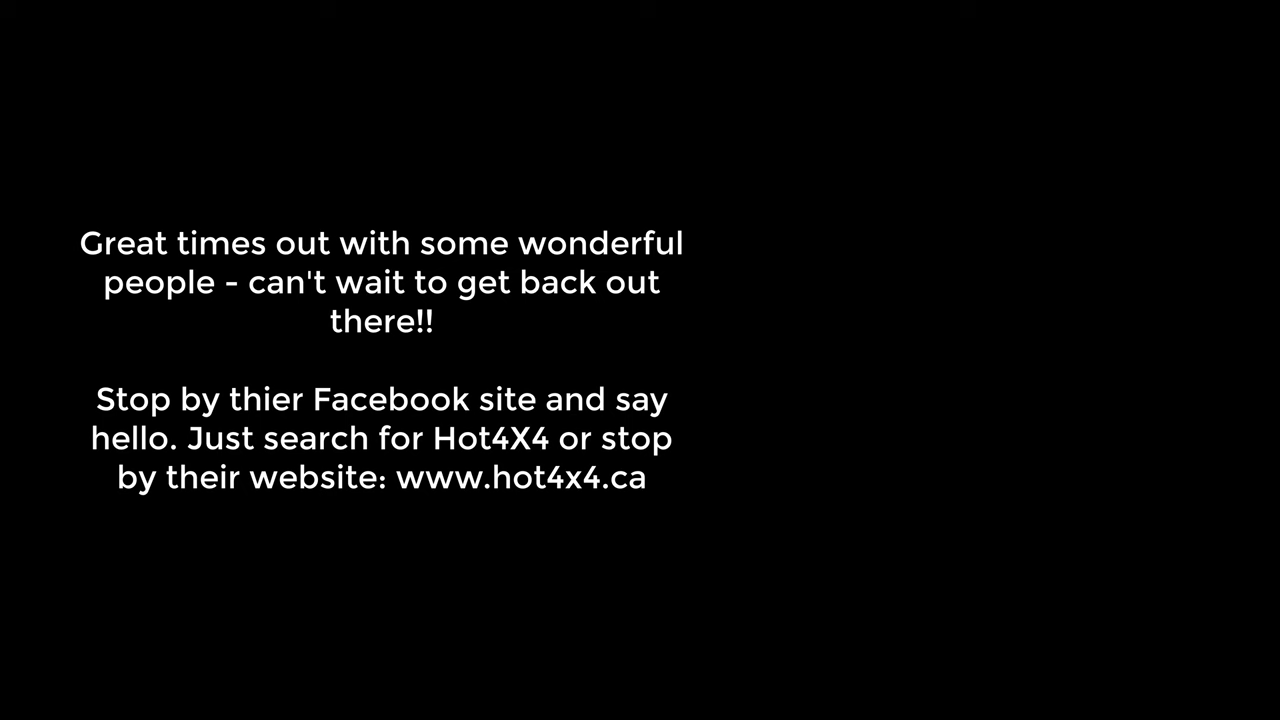 Great times out with some wonderful
people - can't wait to get back out
there!!
Stop by thier Facebook site and say
hello. Just search for Hot4X4 or stop
by their website: www.hot4x4.ca